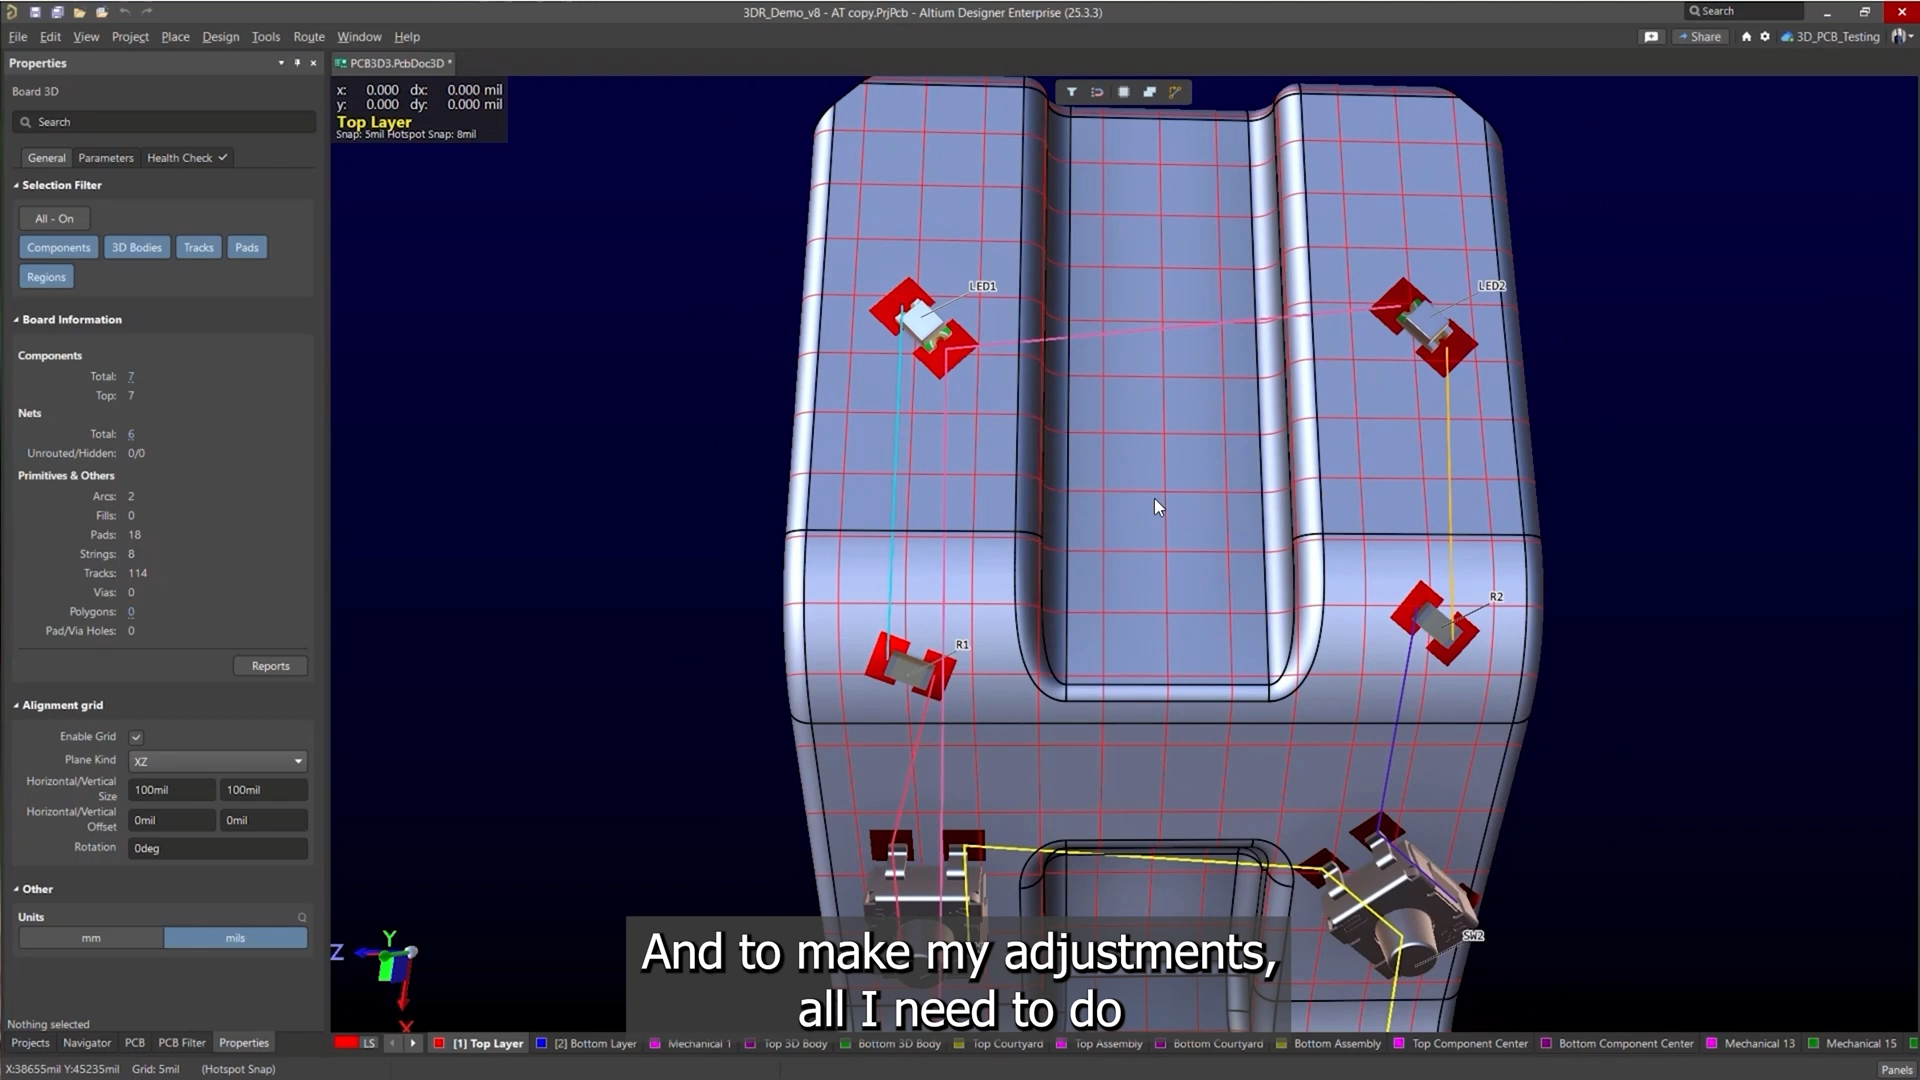 3DR_Demo_v8 - AT copy.PrjPcb - Altium Designer Enterprise (25.3.3)
Search
File Edit View Project Place Design Tools Route Window Help
Share
3D_PCB_Testing
Properties
PCB3D3.PcbDoc3D *
Board 3D
x: 0.000 dx: 0.000 mil
y: 0.000 dy: 0.000 mil
Top Layer
Snap: 5mil Hotspot Snap: 8mil
Search
General Parameters Health Check
Selection Filter
All - On
Components 3D Bodies Tracks Pads
Regions
Board Information
Components
Total: 7
Top: 7
Nets
Total: 6
Unrouted/Hidden: 0/0
Primitives & Others
Arcs: 2
Fills: 0
Pads: 18
Strings: 8
Tracks: 114
Vias: 0
Polygons: 0
Pad/Via Holes: 0
Reports
Alignment grid
Enable Grid
Plane Kind XZ
Horizontal/Vertical Size 100mil 100mil
Horizontal/Vertical Offset 0mil 0mil
Rotation 0deg
Other
Units
mm mils
Nothing selected
LED1
LED2
R1
R2
SW2
Y
Z
X
And to make my adjustments,
all I need to do
Projects Navigator PCB PCB Filter Properties
LS [1] Top Layer [2] Bottom Layer Mechanical 1 Top 3D Body Bottom 3D Body Top Courtyard Top Assembly Bottom Courtyard Bottom Assembly Top Component Center Bottom Component Center Mechanical 13 Mechanical 15
X:38655mil Y:45235mil Grid: 5mil (Hotspot Snap)
Panels